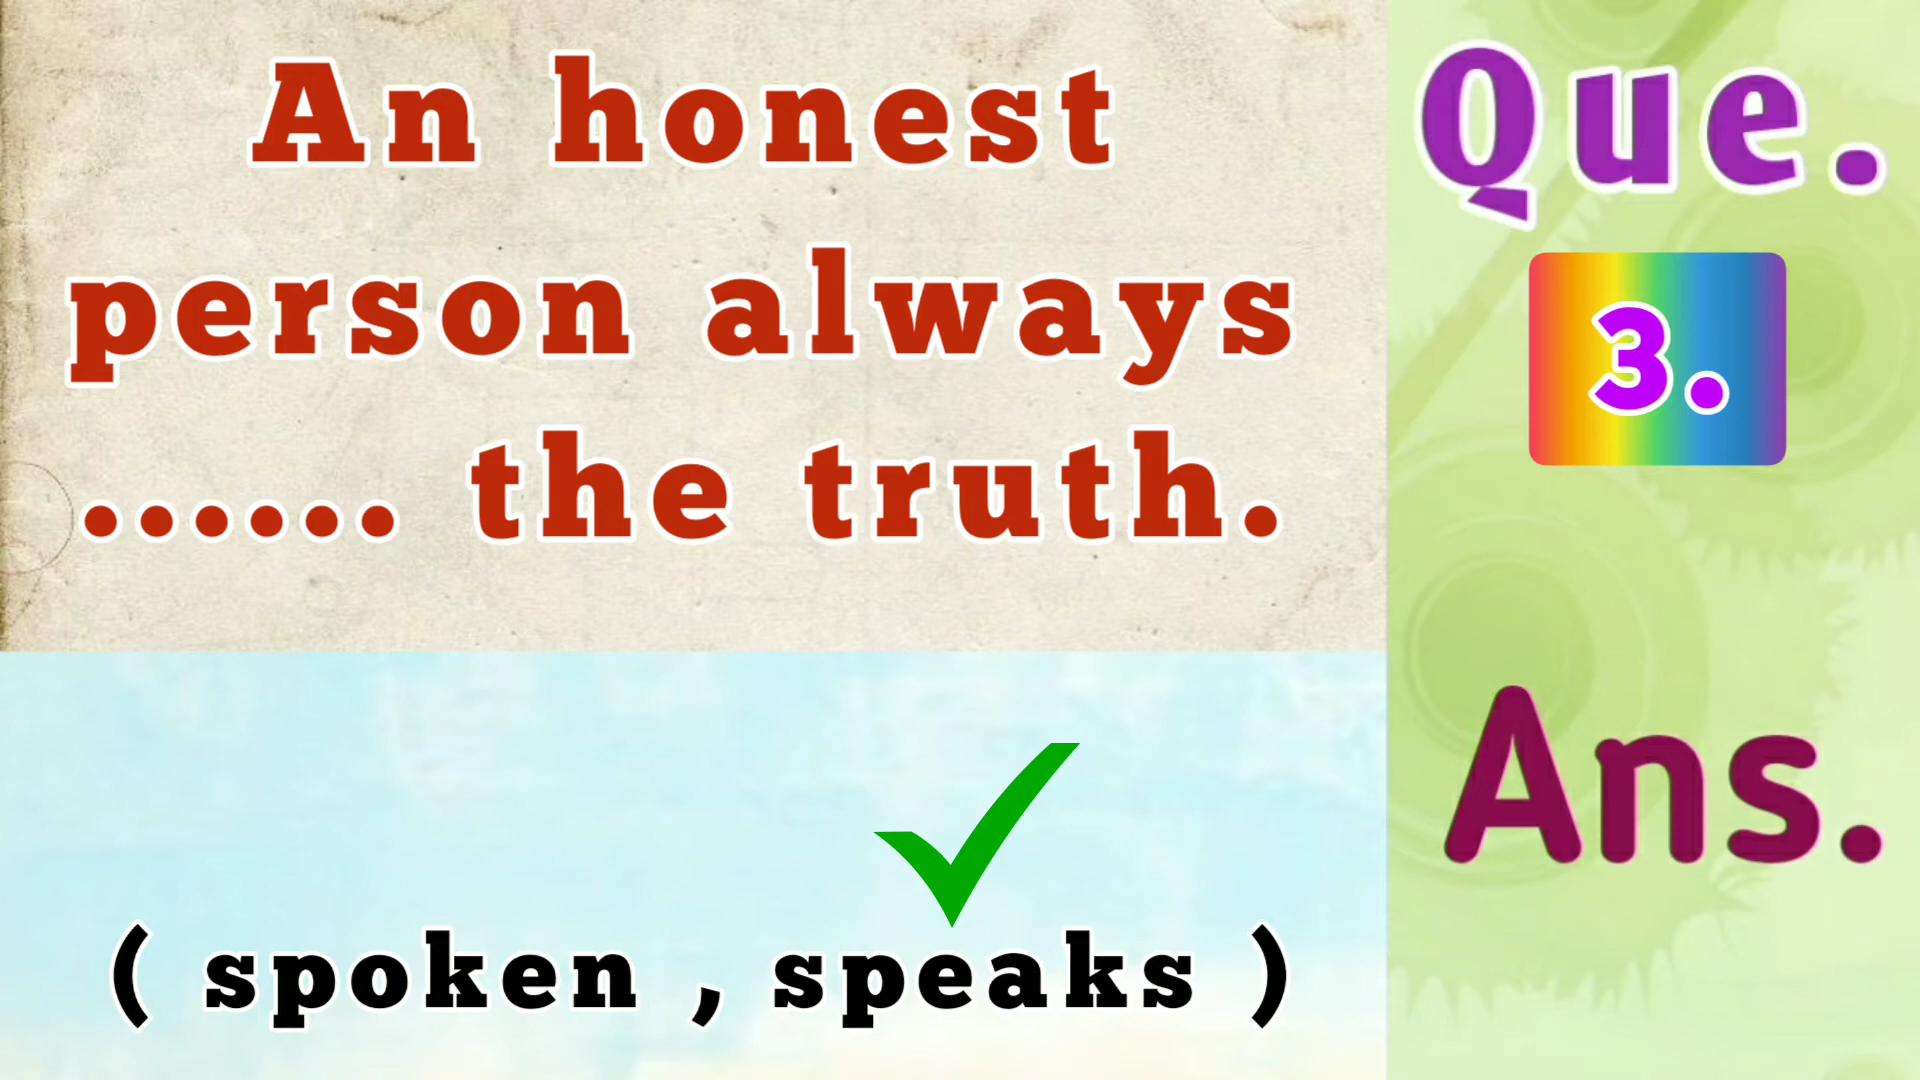 An honest
person always
...... the truth.
( spoken , speaks )
Que.
3.
Ans.